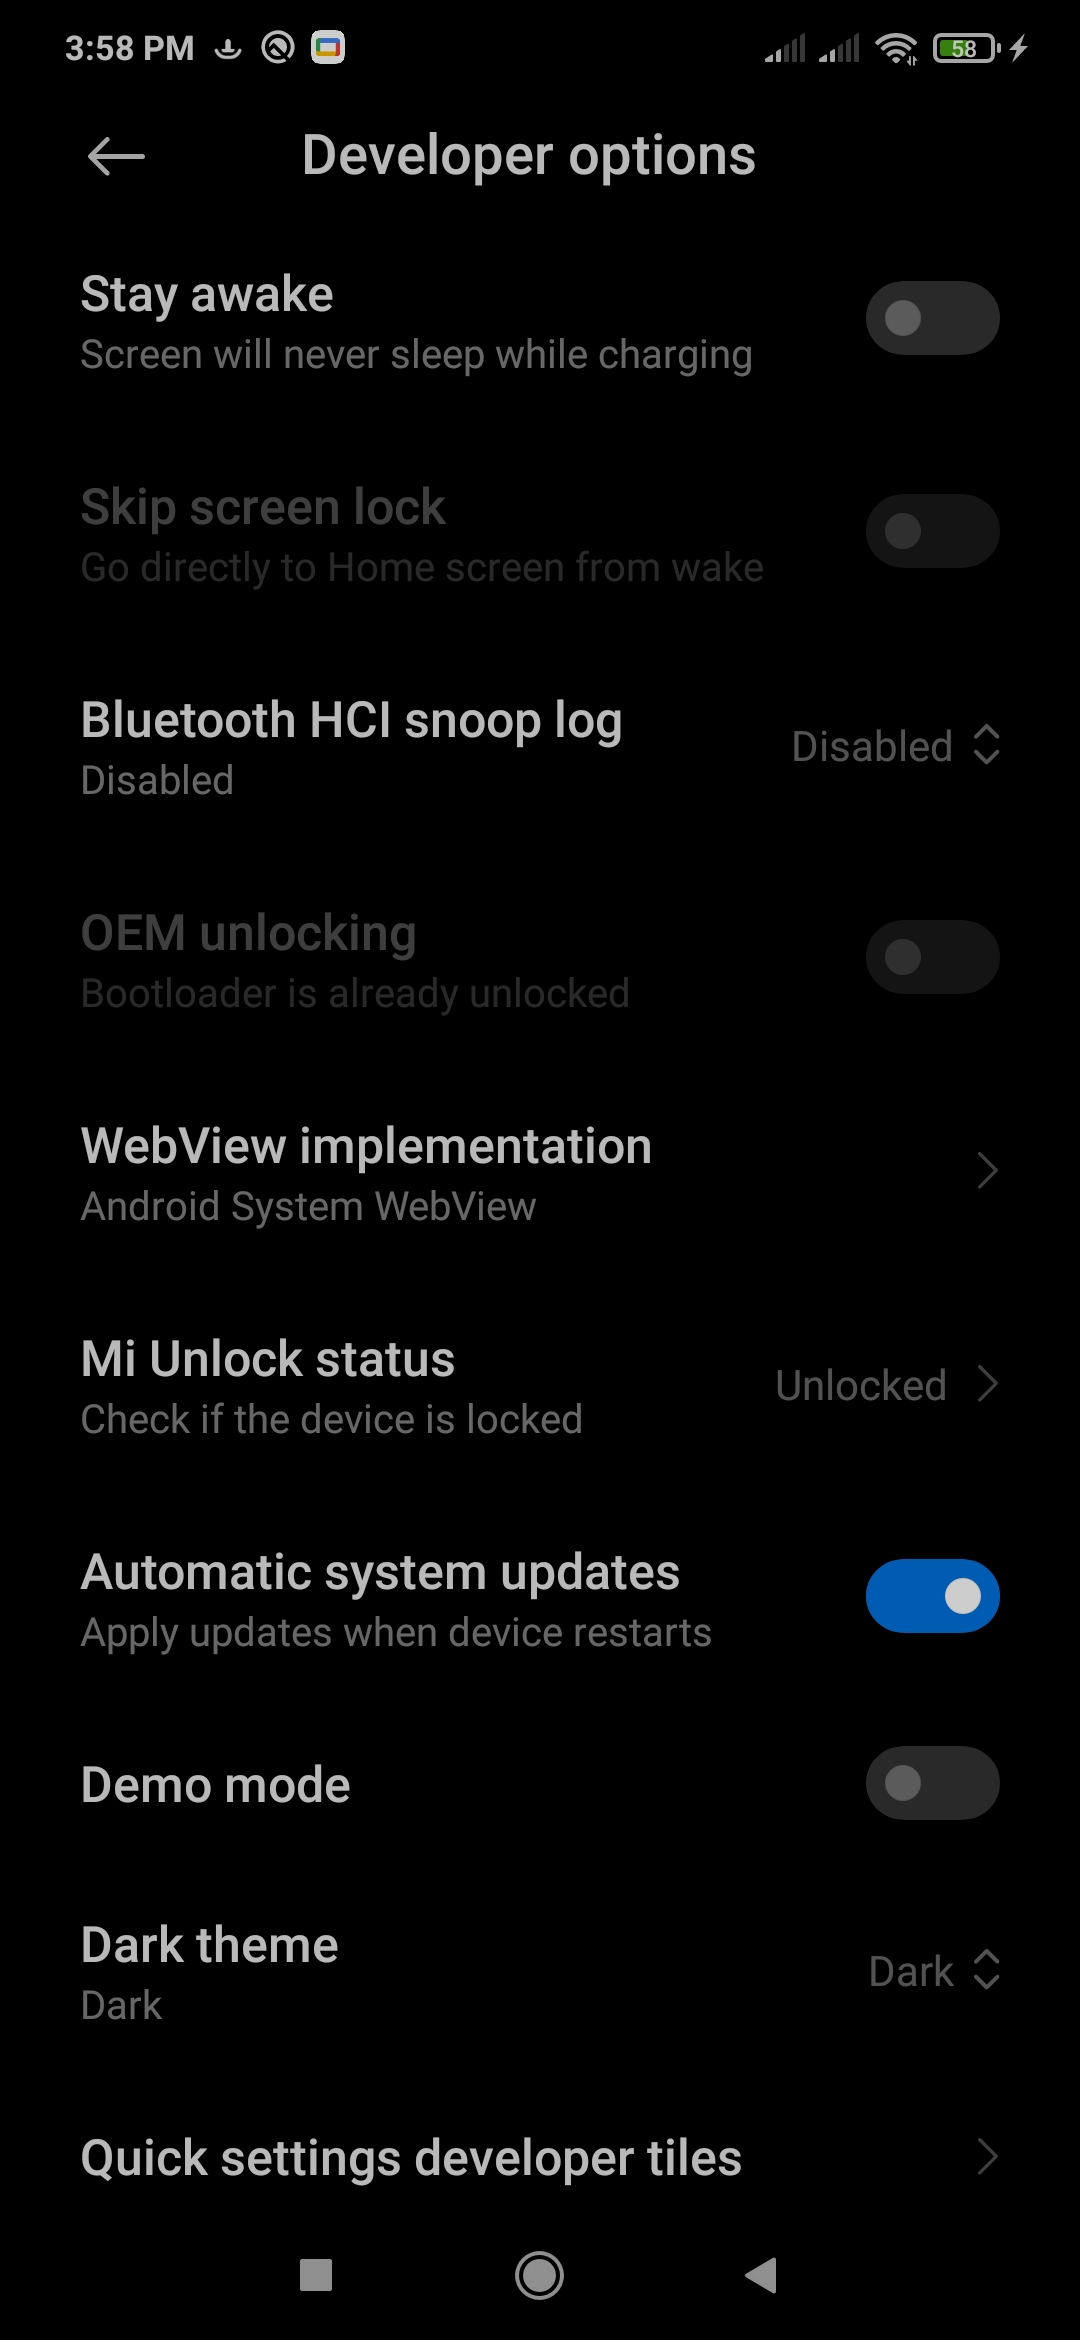 3:58 PM
58
Developer options
Stay awake
Screen will never sleep while charging
Skip screen lock
Go directly to Home screen from wake
Bluetooth HCI snoop log
Disabled
Disabled
OEM unlocking
Bootloader is already unlocked
WebView implementation
Android System WebView
Mi Unlock status
Check if the device is locked
Unlocked
Automatic system updates
Apply updates when device restarts
Demo mode
Dark theme
Dark
Dark
Quick settings developer tiles